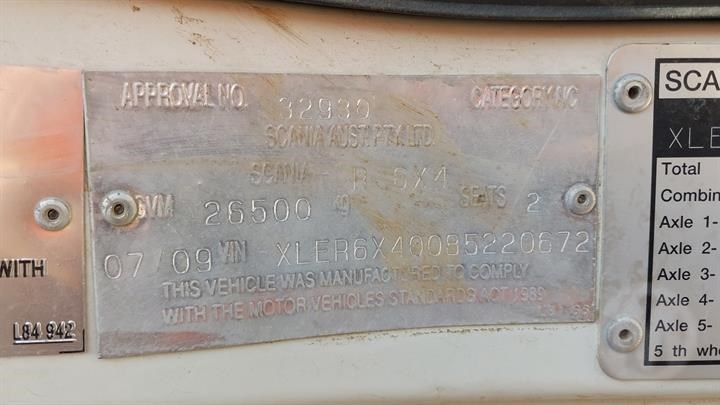 APPROVAL NO. 32930 CATEGORY NC
SCANIA AUST. PTY. LTD.
SCANIA R 6X4
GVM 26500 kg SEATS 2
07/09 VIN XLER6X40085220672
THIS VEHICLE WAS MANUFACTURED TO COMPLY
WITH THE MOTOR VEHICLES STANDARDS ACT 1989
WITH
L84 942
SCA
XLE
Total
Combin
Axle 1-
Axle 2-
Axle 3-
Axle 4-
Axle 5-
5 th whe